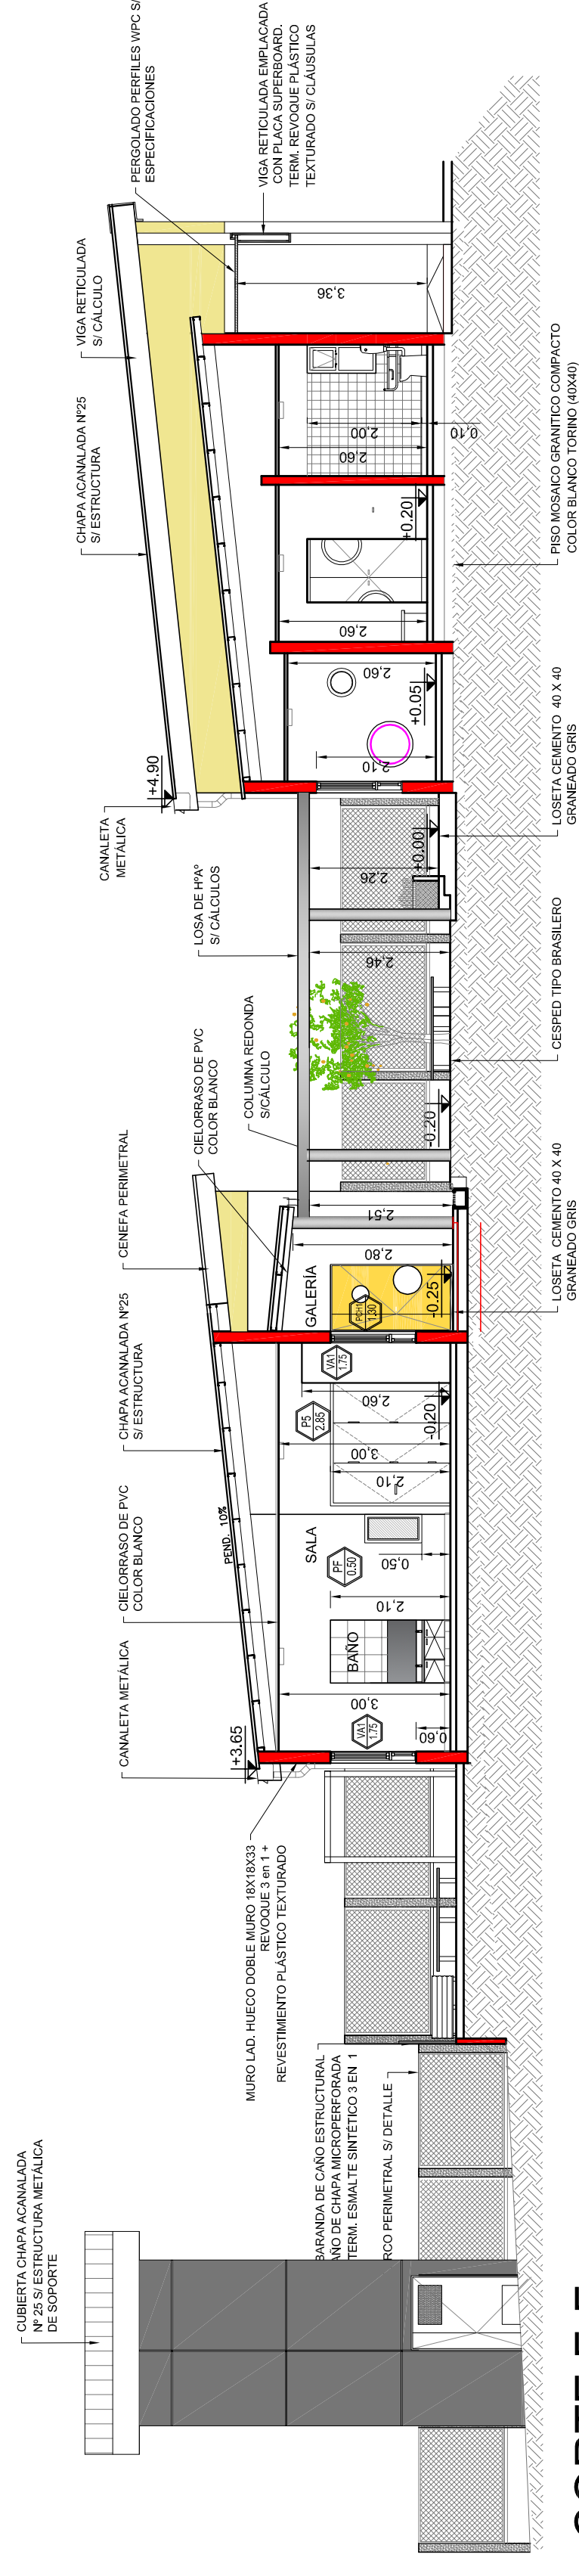 CUBIERTA CHAPA ACANALADA
Nº 25 S/ ESTRUCTURA METÁLICA
DE SOPORTE
BARANDA DE CAÑO ESTRUCTURAL
DE CHAPA MICROPERFORADA
TERM. ESMALTE SINTÉTICO 3 EN 1
PERIMETRAL S/ DETALLE
MURO LAD. HUECO DOBLE MURO 18X18X33
REVOQUE 3 en 1 +
REVESTIMIENTO PLÁSTICO TEXTURADO
CANALETA METÁLICA
+3.65
CIELORRASO DE PVC
COLOR BLANCO
PEND. 10%
CHAPA ACANALADA Nº25
S/ ESTRUCTURA
CENEFA PERIMETRAL
CIELORRASO DE PVC
COLOR BLANCO
COLUMNA REDONDA
S/CÁLCULO
LOSA DE HºAº
S/ CÁLCULOS
CANALETA
METÁLICA
+4.90
CHAPA ACANALADA Nº25
S/ ESTRUCTURA
VIGA RETICULADA
S/ CÁLCULO
PERGOLADO PERFILES WPC S/
ESPECIFICACIONES
VIGA RETICULADA EMPLACADA
CON PLACA SUPERBOARD.
TERM. REVOQUE PLÁSTICO
TEXTURADO S/ CLÁUSULAS
VA1
1.75
0,60
3,00
BAÑO
2,10
PF
0.50
0,50
SALA
P5
2.85
2,10
3,00
2,60
VA1
1.75
-0.20
GALERÍA
PCH1
1.30
-0.25
2,80
2,51
-0.20
2,46
2,26
+0.00
2,10
2,60
+0.05
2,60
+0.20
2,60
2,00
0,10
3,36
LOSETA CEMENTO 40 X 40
GRANEADO GRIS
CESPED TIPO BRASILERO
LOSETA CEMENTO 40 X 40
GRANEADO GRIS
PISO MOSAICO GRANITICO COMPACTO
COLOR BLANCO TORINO (40X40)